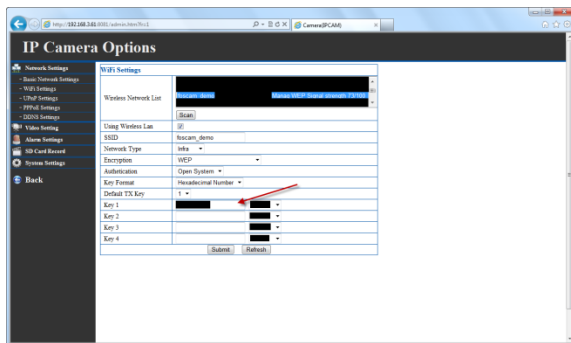 http://192.168.3.61:8081/admin.htm?t=1
Camera(IPCAM)
IP Camera Options
Network Settings
- Basic Network Settings
- WiFi Settings
- UPnP Settings
- PPPoE Settings
- DDNS Settings
Video Setting
Alarm Settings
SD Card Record
System Settings
Back
WiFi Settings
Wireless Network List
foscam_demo Manag WEP Signal strength 73/100
Scan
Using Wireless Lan
SSID foscam_demo
Network Type Infra
Encryption WEP
Authetication Open System
Key Format Hexadecimal Number
Default TX Key 1
Key 1
Key 2
Key 3
Key 4
Submit Refresh